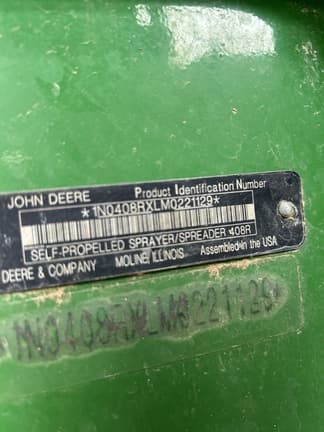 JOHN DEERE Product Identification Number
*1N0408RXLM0221129*
SELF-PROPELLED SPRAYER/SPREADER 408R
DEERE & COMPANY MOLINE, ILLINOIS Assembled in the USA
1N0408RXLM0221129